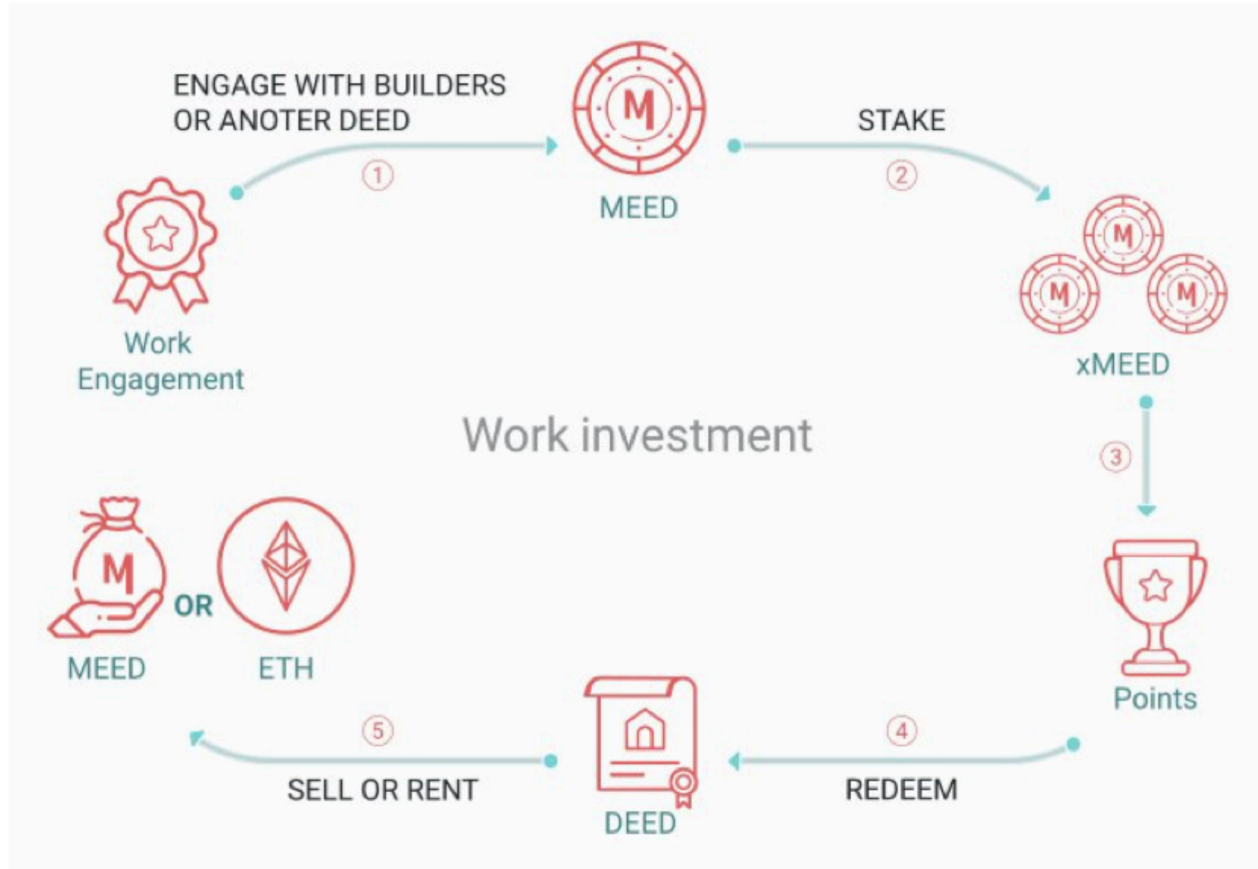 ENGAGE WITH BUILDERS
OR ANOTER DEED
①
M
MEED
STAKE
②
M
M
M
xMEED
Work
Engagement
Work investment
③
Points
M
MEED
OR
ETH
⑤
SELL OR RENT
DEED
④
REDEEM